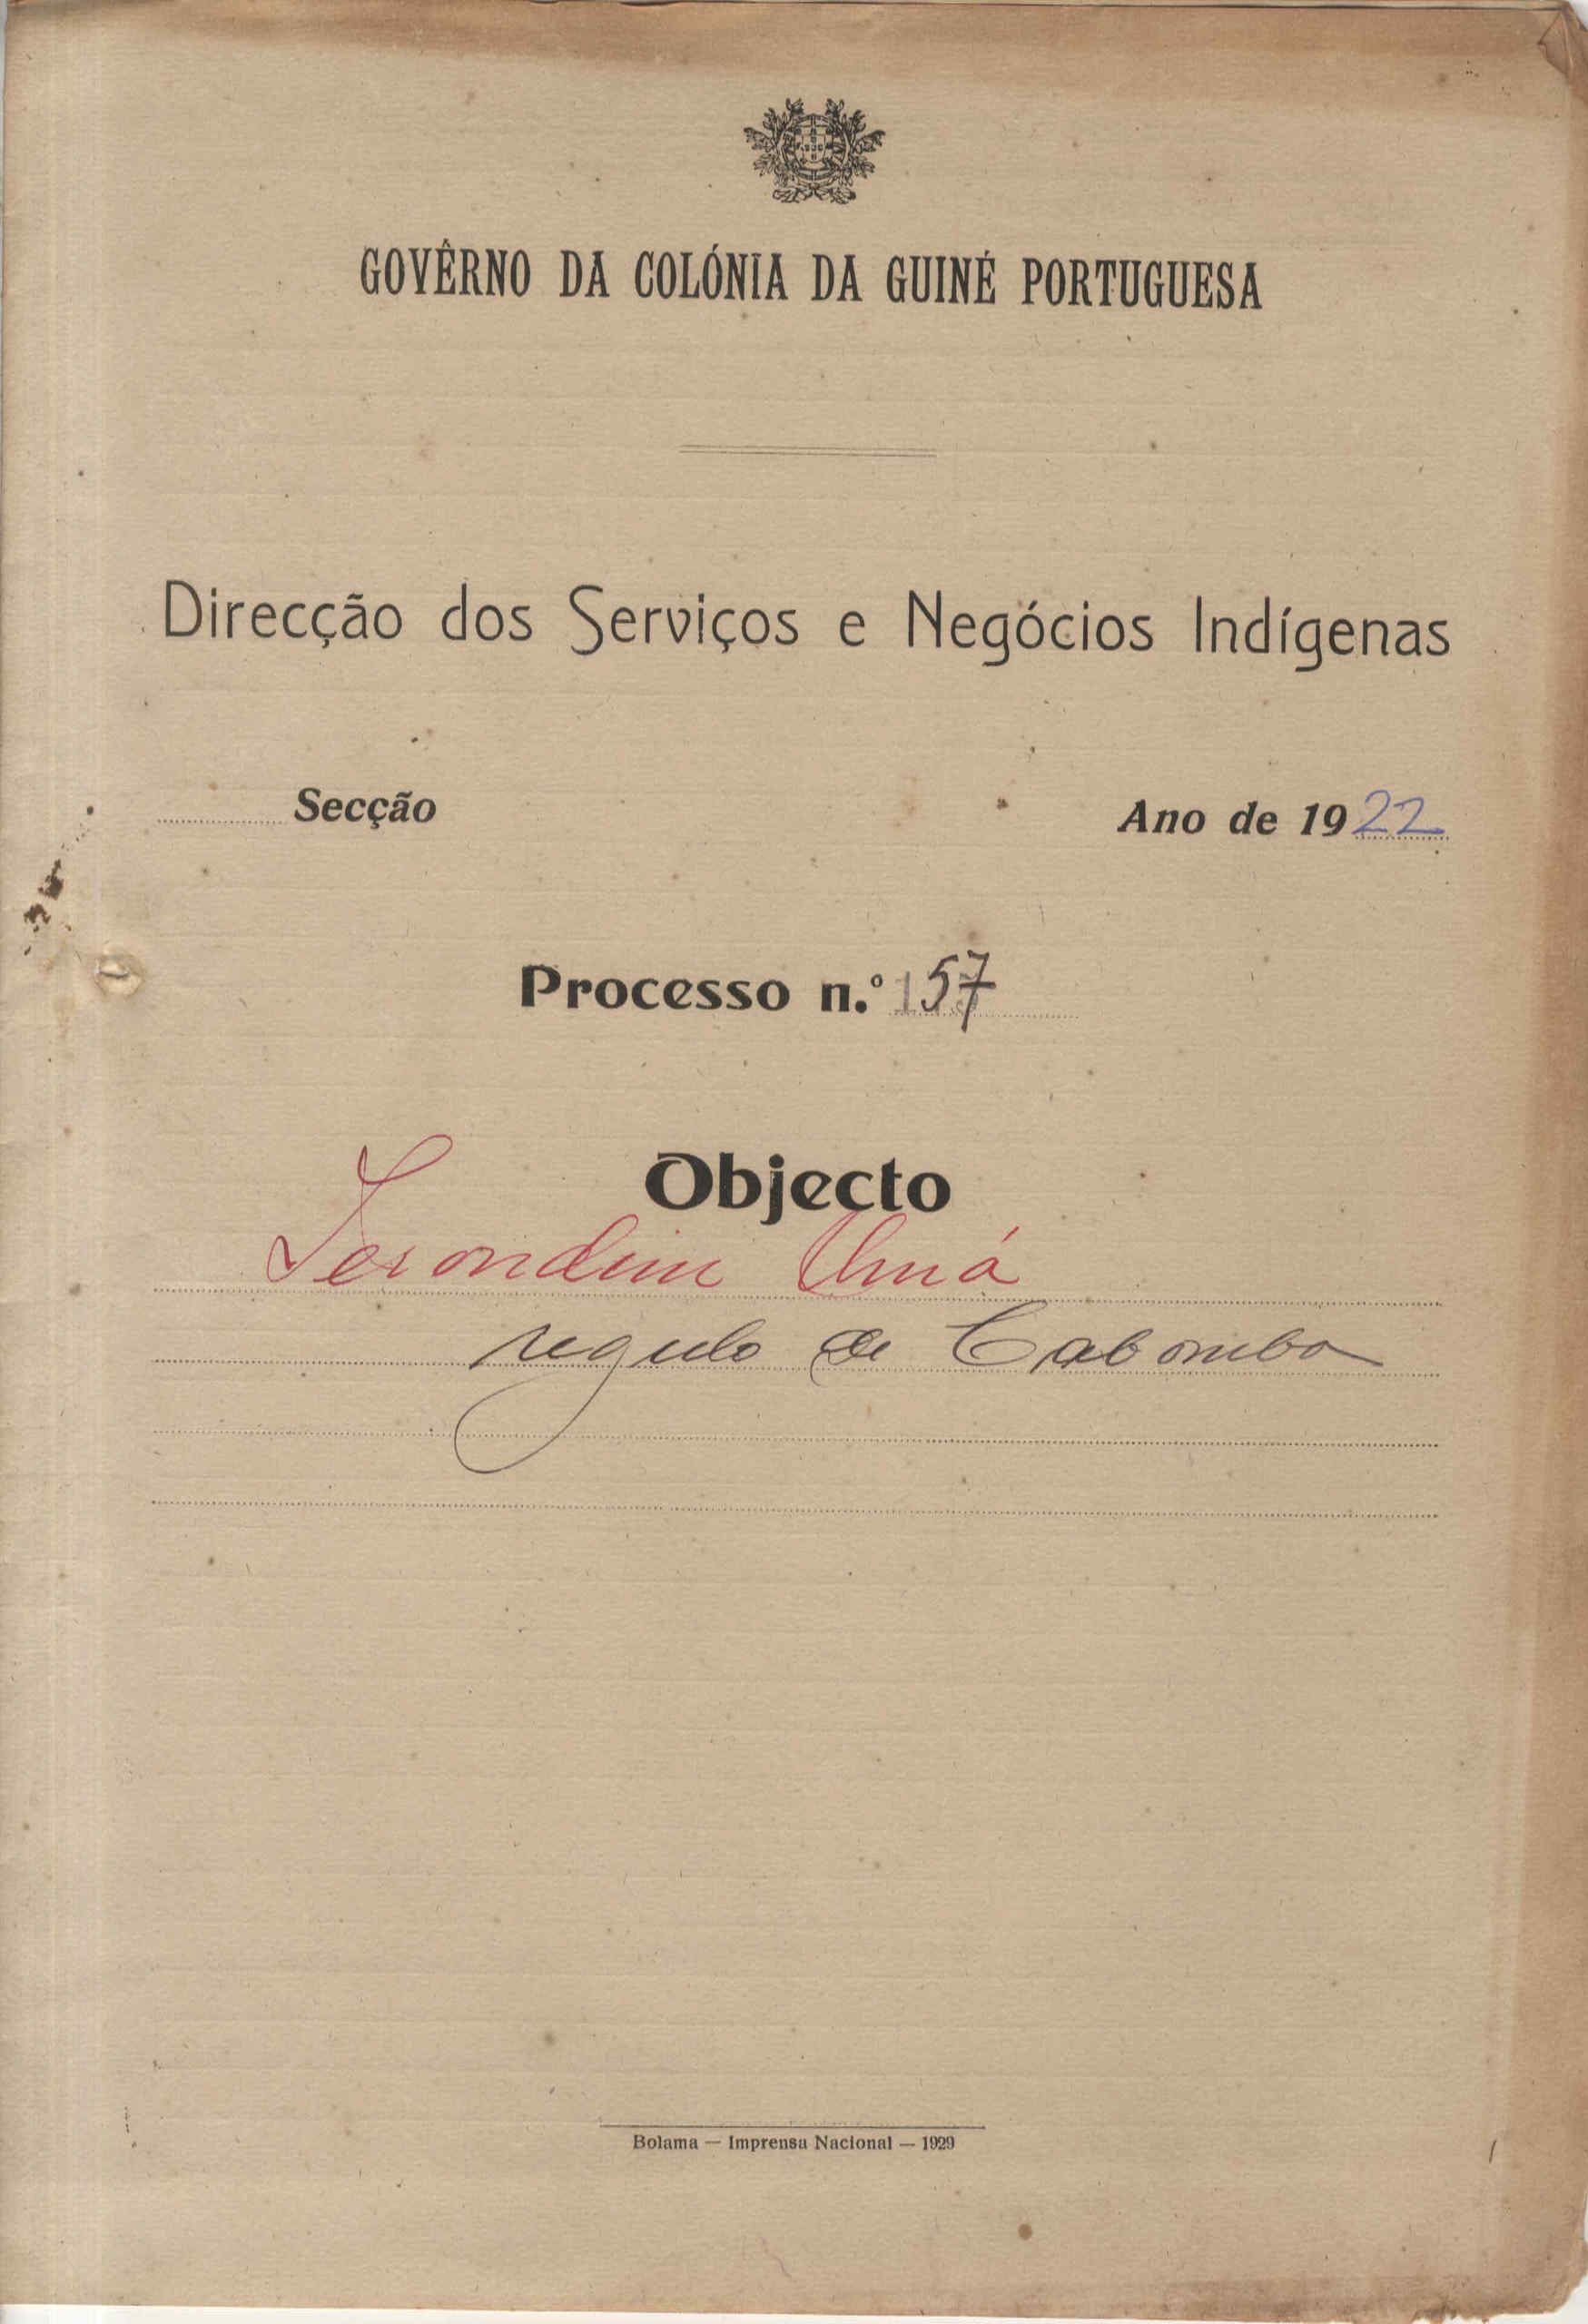 GOVÊRNO DA COLÓNIA DA GUINÉ PORTUGUESA
Direcção dos Serviços e Negócios Indígenas
Secção
Ano de 1922
Processo n.º 157
Objecto
regulo de Cabomba
Bolama — Imprensa Nacional — 1929